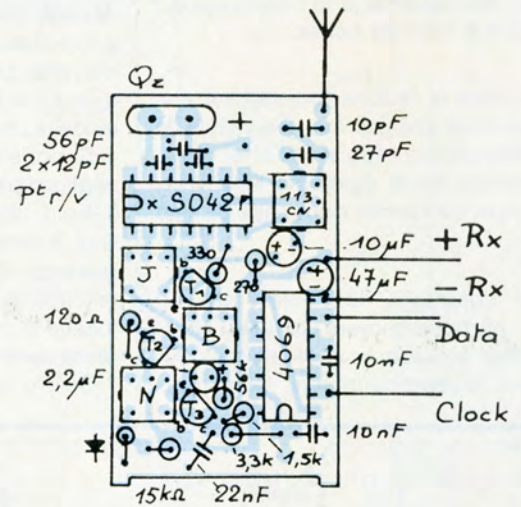 Qz
+
56pF
2x12pF
pt r/v
10pF
27pF
x SO42P
113
CN
+ -
10µF
+ Rx
+
-
47µF
- Rx
J
330
b
T1
c
270
120Ω
e
T2
b
c
B
4069
Data
10nF
2,2µF
N
+
56k
T3
b
c
Clock
10nF
3,3k
1,5k
15kΩ
22nF